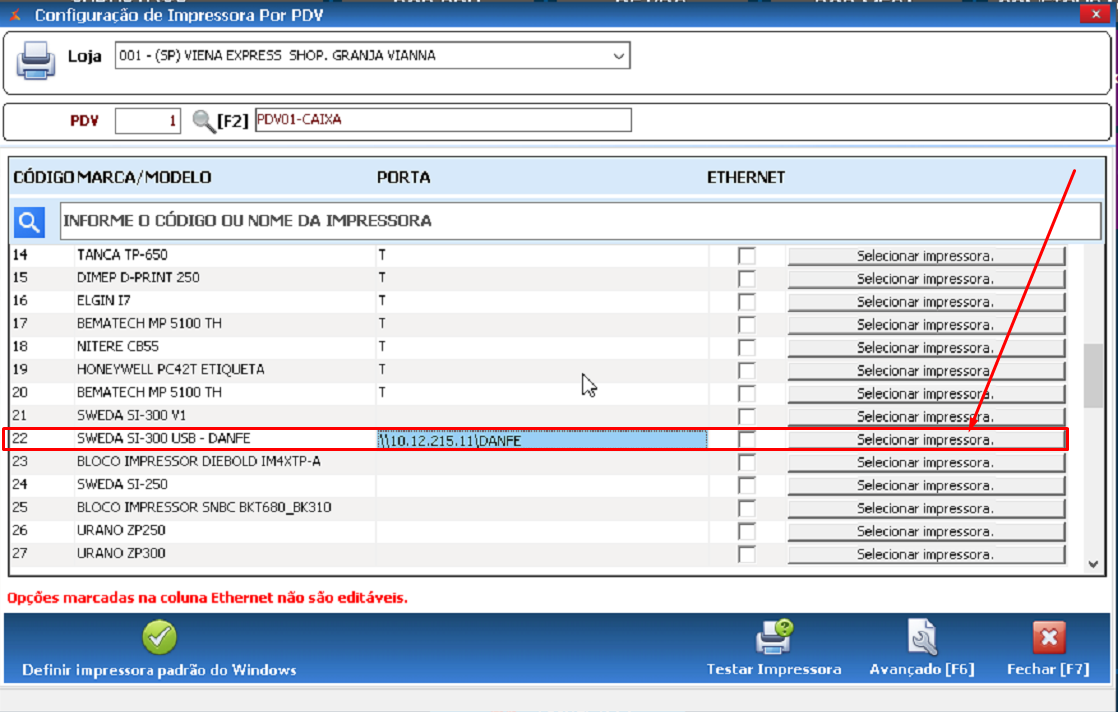 Configuração de Impressora Por PDV
Loja 001 - (SP) VIENA EXPRESS SHOP. GRANJA VIANNA
PDV 1 [F2] PDV01-CAIXA
CÓDIGO MARCA/MODELO PORTA ETHERNET
INFORME O CÓDIGO OU NOME DA IMPRESSORA
14 TANCA TP-650 T Selecionar impressora.
15 DIMEP D-PRINT 250 T Selecionar impressora.
16 ELGIN I7 T Selecionar impressora.
17 BEMATECH MP 5100 TH T Selecionar impressora.
18 NITERE CB55 T Selecionar impressora.
19 HONEYWELL PC42T ETIQUETA T Selecionar impressora.
20 BEMATECH MP 5100 TH T Selecionar impressora.
21 SWEDA SI-300 V1 Selecionar impressora.
22 SWEDA SI-300 USB - DANFE \\10.12.215.11\DANFE Selecionar impressora.
23 BLOCO IMPRESSOR DIEBOLD IM4XTP-A Selecionar impressora.
24 SWEDA SI-250 Selecionar impressora.
25 BLOCO IMPRESSOR SNBC BKT680_BK310 Selecionar impressora.
26 URANO ZP250 Selecionar impressora.
27 URANO ZP300 Selecionar impressora.
Opções marcadas na coluna Ethernet não são editáveis.
Definir impressora padrão do Windows Testar Impressora Avançado [F6] Fechar [F7]